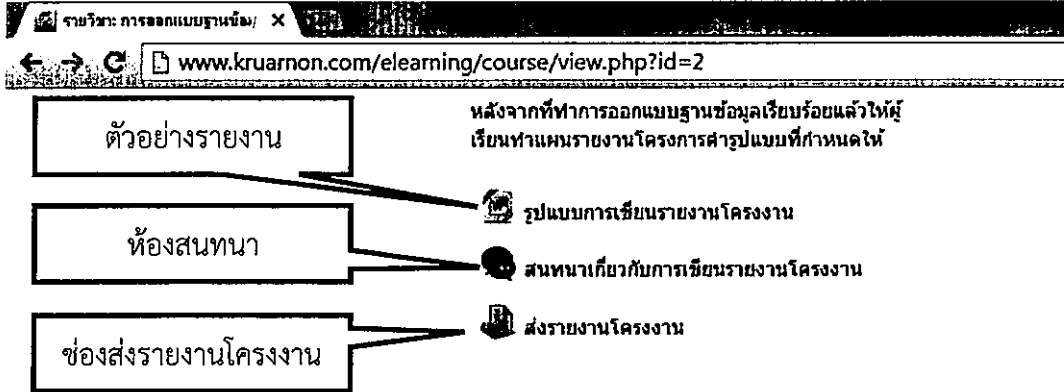 รายวิชา: การออกแบบฐานข้อมู
www.kruarnon.com/elearning/course/view.php?id=2
หลังจากที่ทำการออกแบบฐานข้อมูลเรียบร้อยแล้วให้ผู้
เรียนทำแผนรายงานโครงการตำรูปแบบที่กำหนดให้
ตัวอย่างรายงาน
รูปแบบการเขียนรายงานโครงงาน
ห้องสนทนา
สนทนาเกี่ยวกับการเขียนรายงานโครงงาน
ส่งรายงานโครงงาน
ช่องส่งรายงานโครงงาน